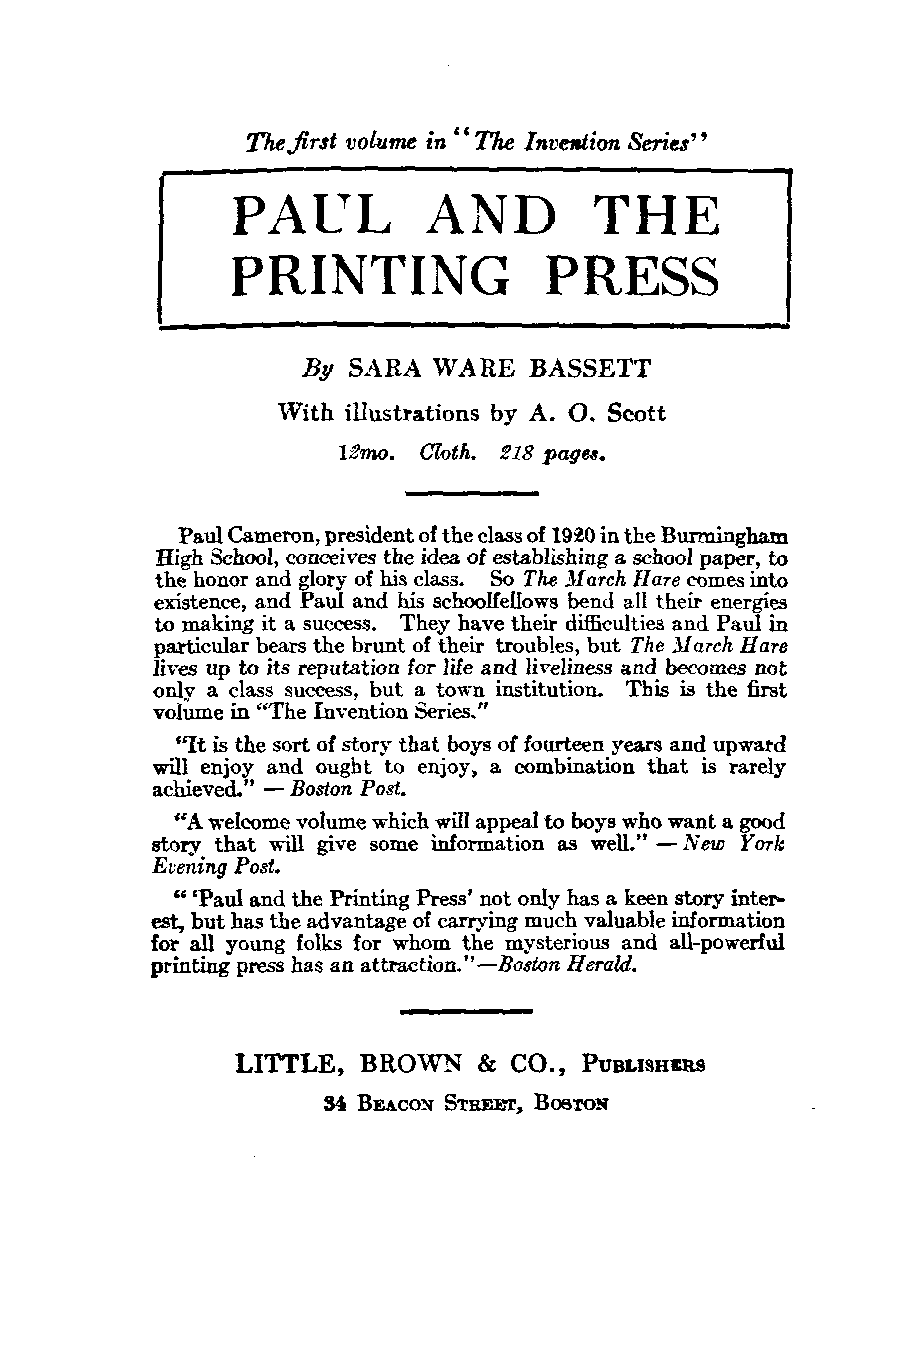 The first volume in "The Invention Series"
PAUL AND THE
PRINTING PRESS
By SARA WARE BASSETT
With illustrations by A. O. Scott
12mo. Cloth. 218 pages.
Paul Cameron, president of the class of 1920 in the Burmingham
High School, conceives the idea of establishing a school paper, to
the honor and glory of his class. So The March Hare comes into
existence, and Paul and his schoolfellows bend all their energies
to making it a success. They have their difficulties and Paul in
particular bears the brunt of their troubles, but The March Hare
lives up to its reputation for life and liveliness and becomes not
only a class success, but a town institution. This is the first
volume in "The Invention Series."
"It is the sort of story that boys of fourteen years and upward
will enjoy and ought to enjoy, a combination that is rarely
achieved." — Boston Post.
"A welcome volume which will appeal to boys who want a good
story that will give some information as well." — New York
Evening Post.
" 'Paul and the Printing Press' not only has a keen story inter-
est, but has the advantage of carrying much valuable information
for all young folks for whom the mysterious and all-powerful
printing press has an attraction."—Boston Herald.
LITTLE, BROWN & CO., PUBLISHERS
34 BEACON STREET, BOSTON